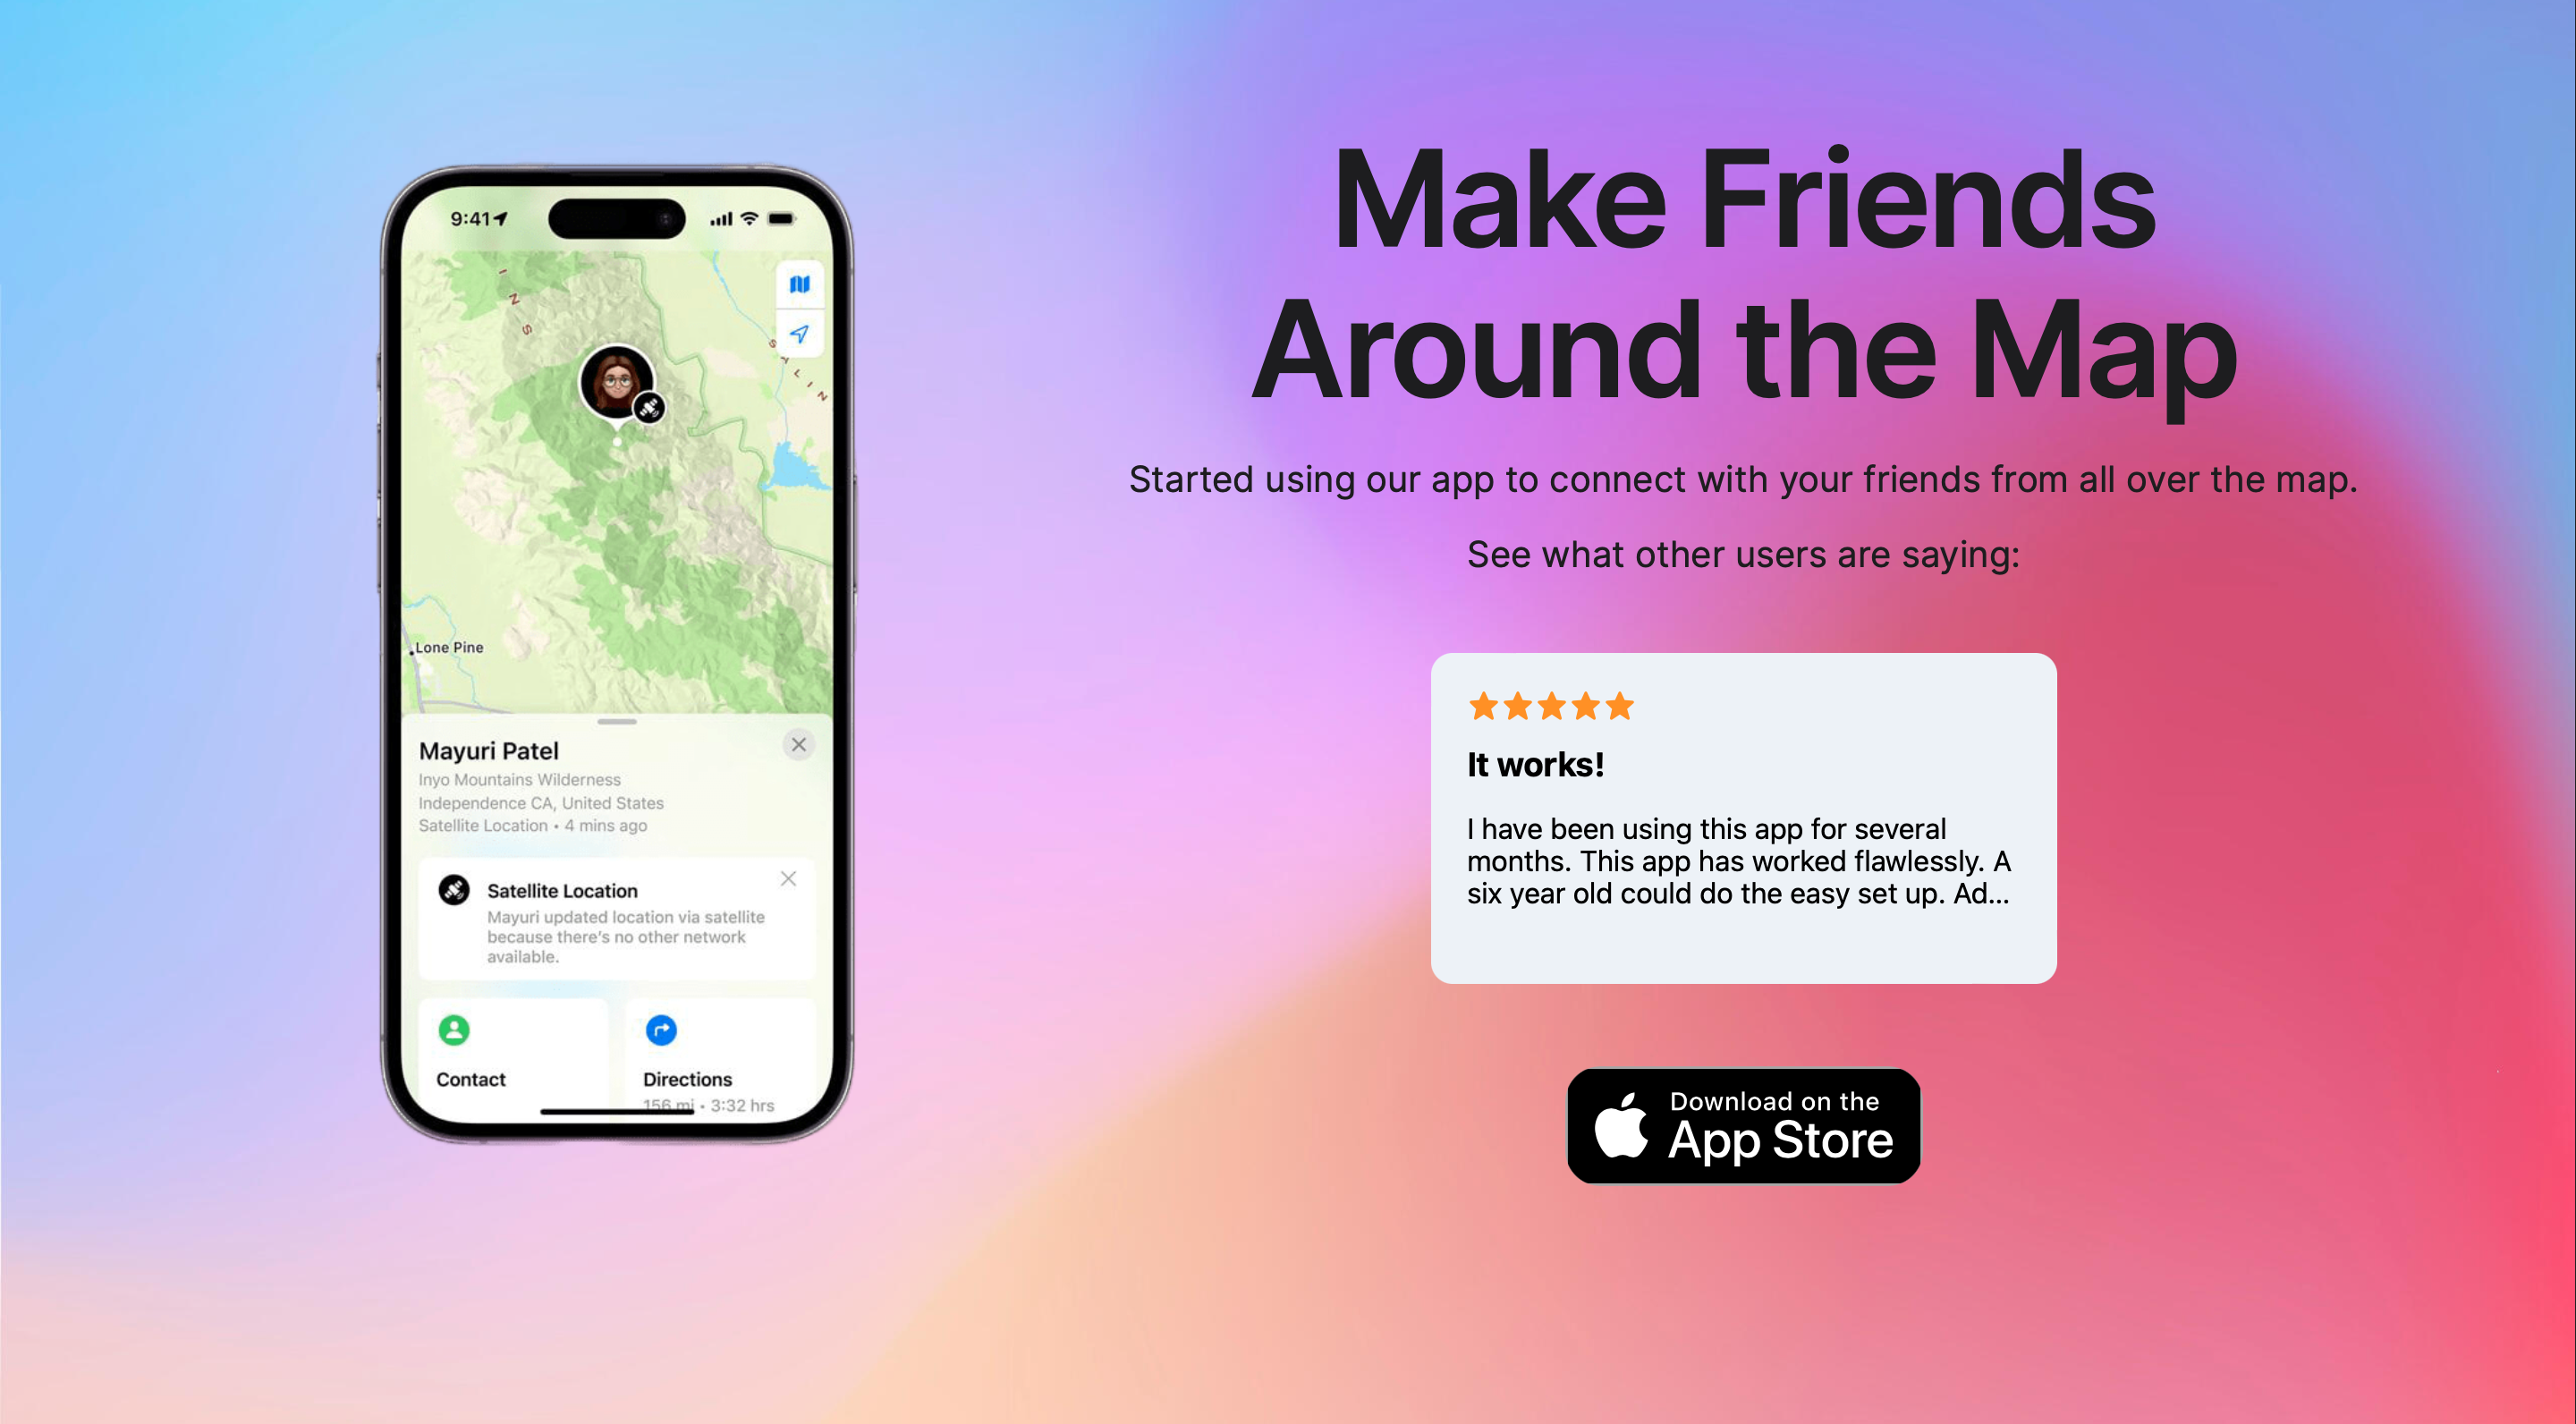 9:41
I N S
S A L I N
Lone Pine
Mayuri Patel
Inyo Mountains Wilderness
Independence CA, United States
Satellite Location • 4 mins ago
Satellite Location
Mayuri updated location via satellite
because there's no other network
available.
Contact
Directions
156 mi • 3:32 hrs
Make Friends
Around the Map
Started using our app to connect with your friends from all over the map.
See what other users are saying:
It works!
I have been using this app for several
months. This app has worked flawlessly. A
six year old could do the easy set up. Ad...
Download on the
App Store